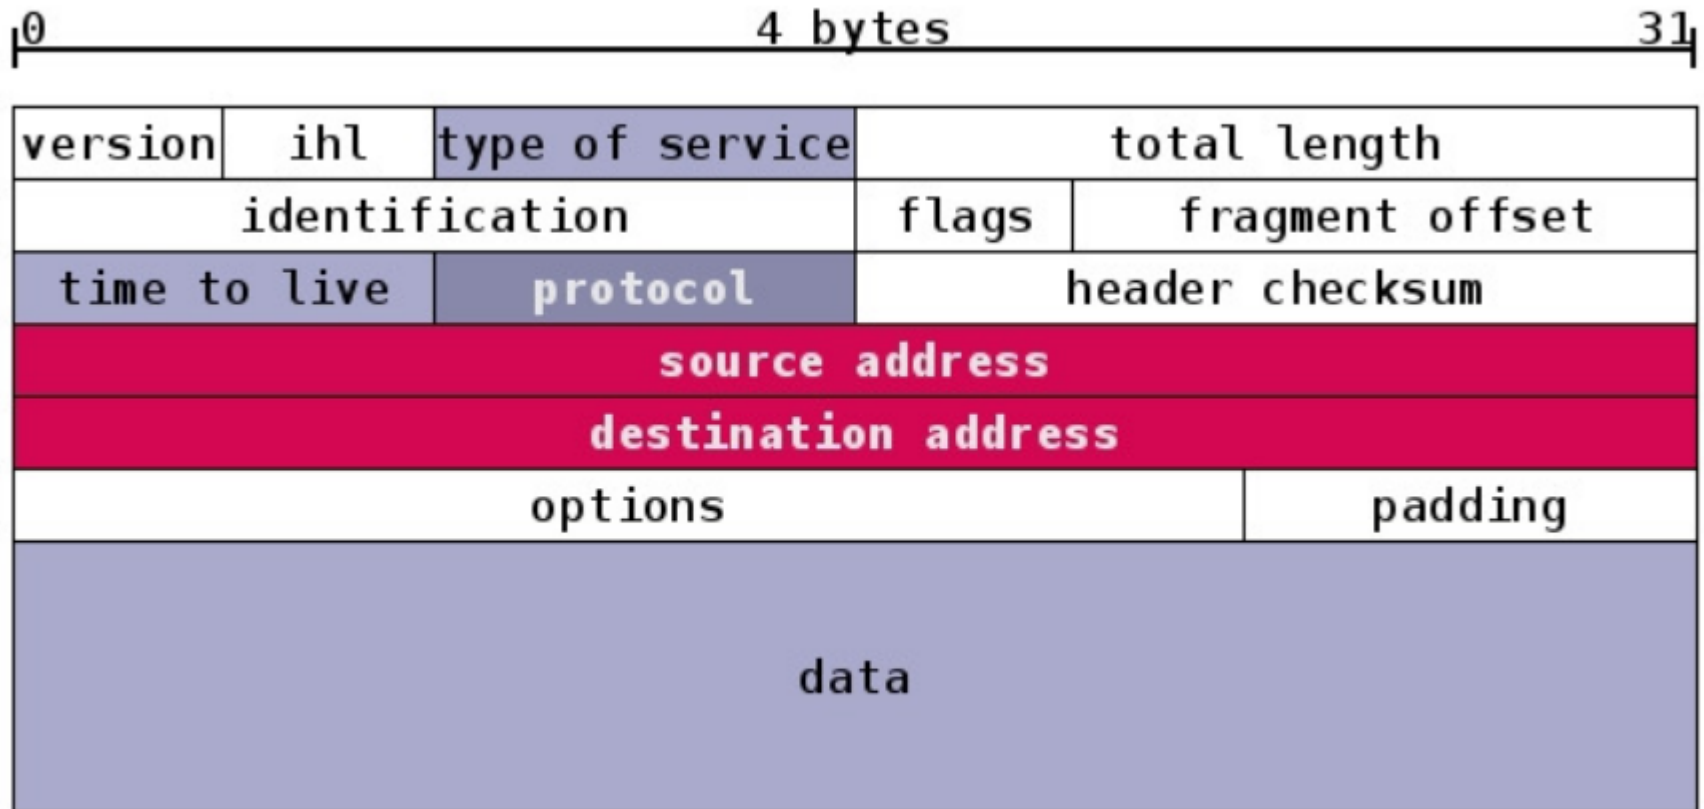 0 4 bytes 31
version ihl type of service total length
identification flags fragment offset
time to live protocol header checksum
source address
destination address
options padding
data